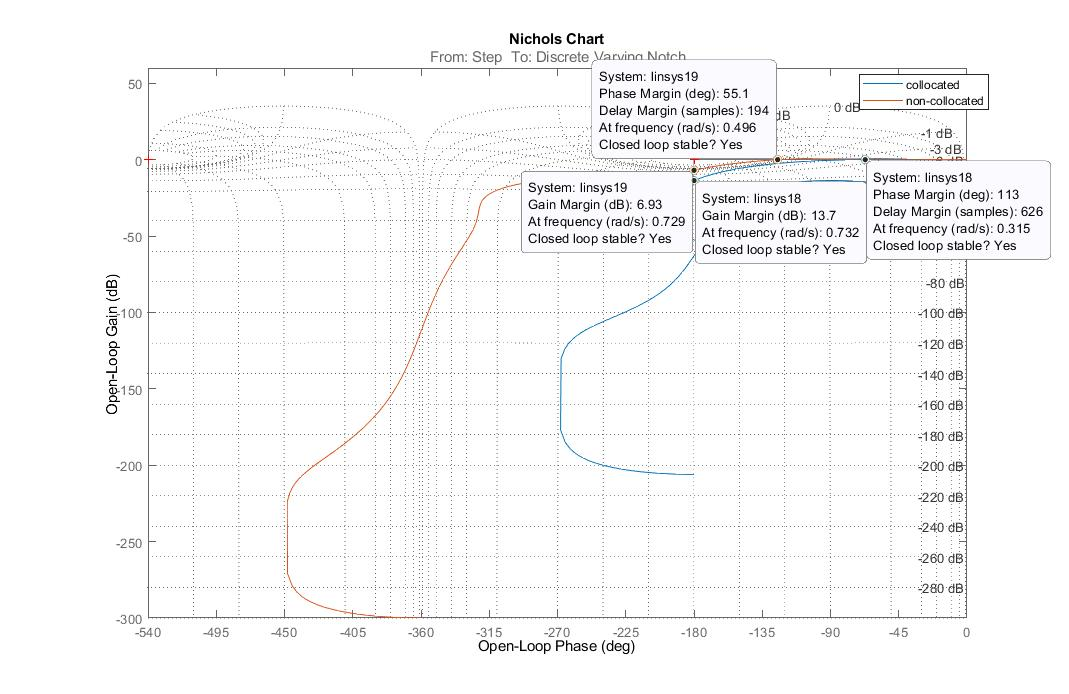 Nichols Chart
From: Step To: Discrete Varying Notch
System: linsys19
Phase Margin (deg): 55.1
Delay Margin (samples): 194
At frequency (rad/s): 0.496
Closed loop stable? Yes
collocated
non-collocated
0 dB
dB
-1 dB
-3 dB
System: linsys19
Gain Margin (dB): 6.93
At frequency (rad/s): 0.729
Closed loop stable? Yes
System: linsys18
Gain Margin (dB): 13.7
At frequency (rad/s): 0.732
Closed loop stable? Yes
System: linsys18
Phase Margin (deg): 113
Delay Margin (samples): 626
At frequency (rad/s): 0.315
Closed loop stable? Yes
-80 dB
-100 dB
-120 dB
-140 dB
-160 dB
-180 dB
-200 dB
-220 dB
-240 dB
-260 dB
-280 dB
50
0
-50
-100
-150
-200
-250
-300
Open-Loop Gain (dB)
-540 -495 -450 -405 -360 -315 -270 -225 -180 -135 -90 -45 0
Open-Loop Phase (deg)